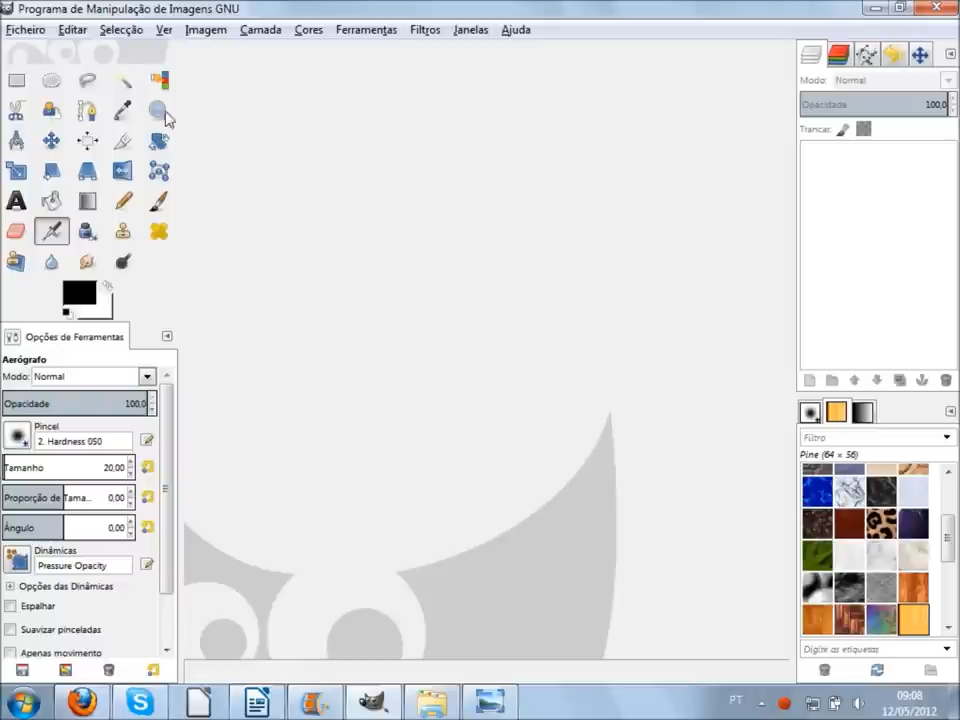 Programa de Manipulação de Imagens GNU
Ficheiro Editar Selecção Ver Imagem Camada Cores Ferramentas Filtros Janelas Ajuda
Modo: Normal
Opacidade 100,0
Trancar:
Opções de Ferramentas
Aerógrafo
Modo: Normal
Opacidade 100,0
Pincel
2. Hardness 050
Tamanho 20,00
Proporção de Tama... 0,00
Ângulo 0,00
Dinâmicas
Pressure Opacity
Opções das Dinâmicas
Espalhar
Suavizar pinceladas
Apenas movimento
Filtro
Pine (64 × 56)
Digite as etiquetas
PT
09:08
12/05/2012